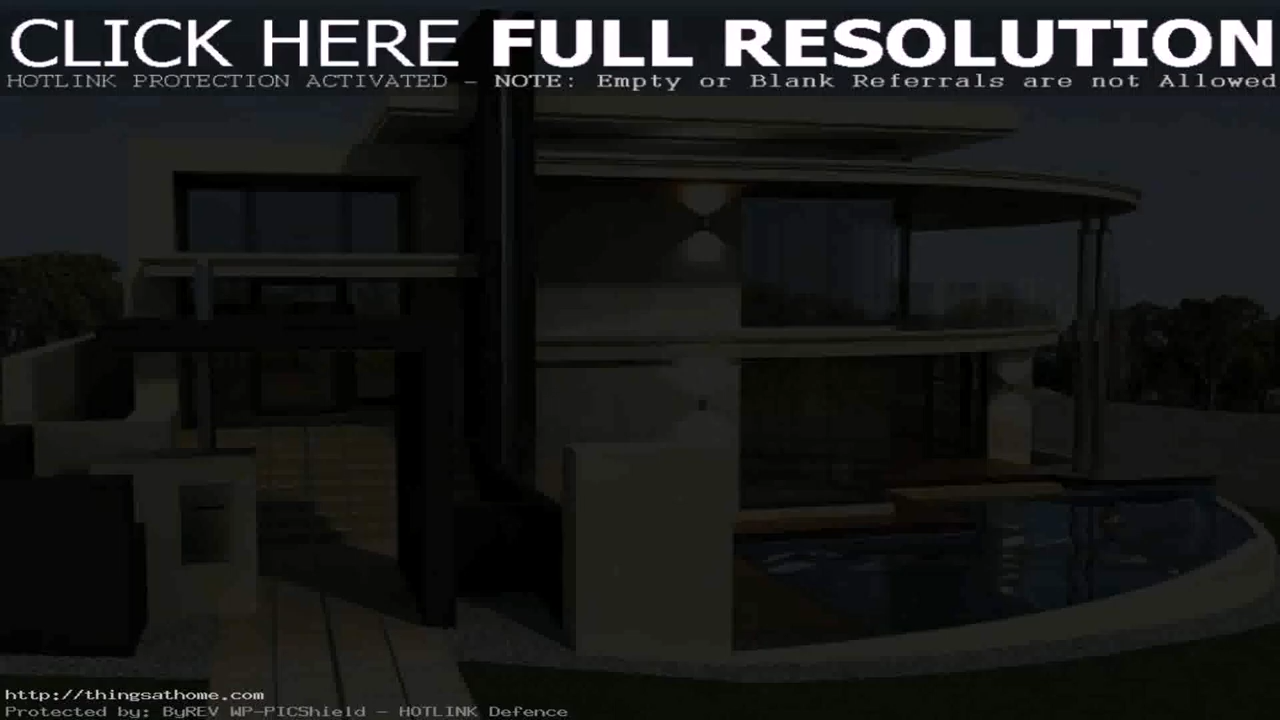 CLICK HERE FULL RESOLUTION
HOTLINK PROTECTION ACTIVATED - NOTE: Empty or Blank Referrals are not Allowed
http://thingsathome.com
Protected by: ByREV WP-PICShield - HOTLINK Defence